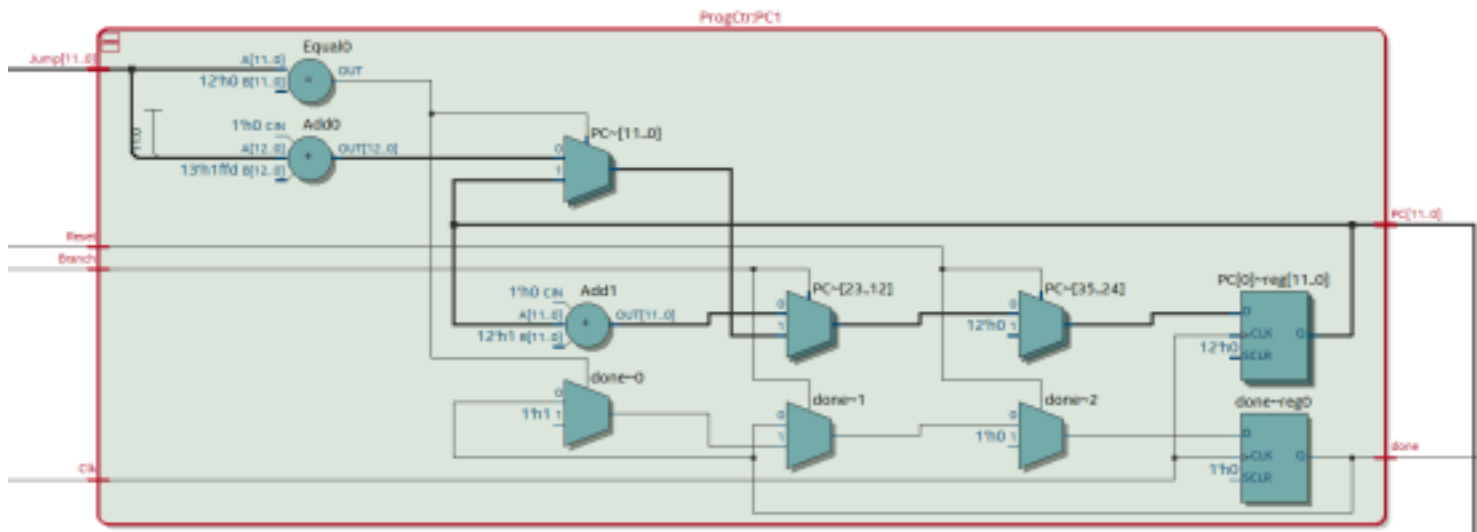 ProgCtr:PC1
Equal0
Jump[11..0]
A[11..0]
OUT
12'h0 B[11..0]
=
11:0
Add0
1'h0 CIN
A[12..0]
OUT[12..0]
13'h1ffd B[12..0]
+
PC~[11..0]
0
1
PC[11..0]
Reset
Branch
Add1
1'h0 CIN
A[11..0]
OUT[11..0]
12'h1 B[11..0]
+
PC~[23..12]
0
1
PC~[35..24]
0
12'h0 1
PC[0]~reg[11..0]
D
CLK
Q
12'h0
SCLR
done~0
0
1'h1 1
done~1
0
1
done~2
0
1'h0 1
done~reg0
D
CLK
Q
1'h0
SCLR
done
Clk